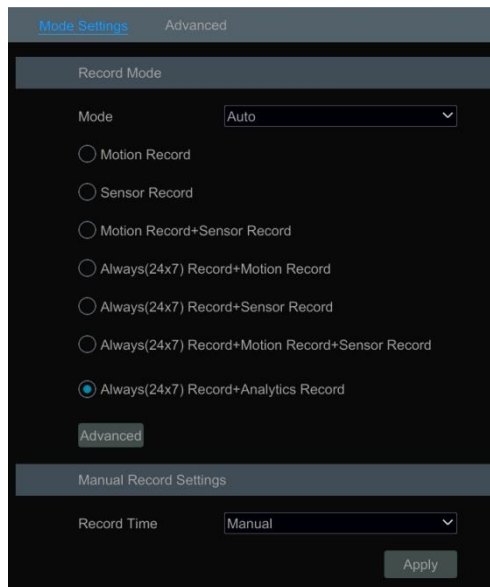 Mode Settings Advanced
Record Mode
Mode Auto
Motion Record
Sensor Record
Motion Record+Sensor Record
Always(24x7) Record+Motion Record
Always(24x7) Record+Sensor Record
Always(24x7) Record+Motion Record+Sensor Record
Always(24x7) Record+Analytics Record
Advanced
Manual Record Settings
Record Time Manual
Apply